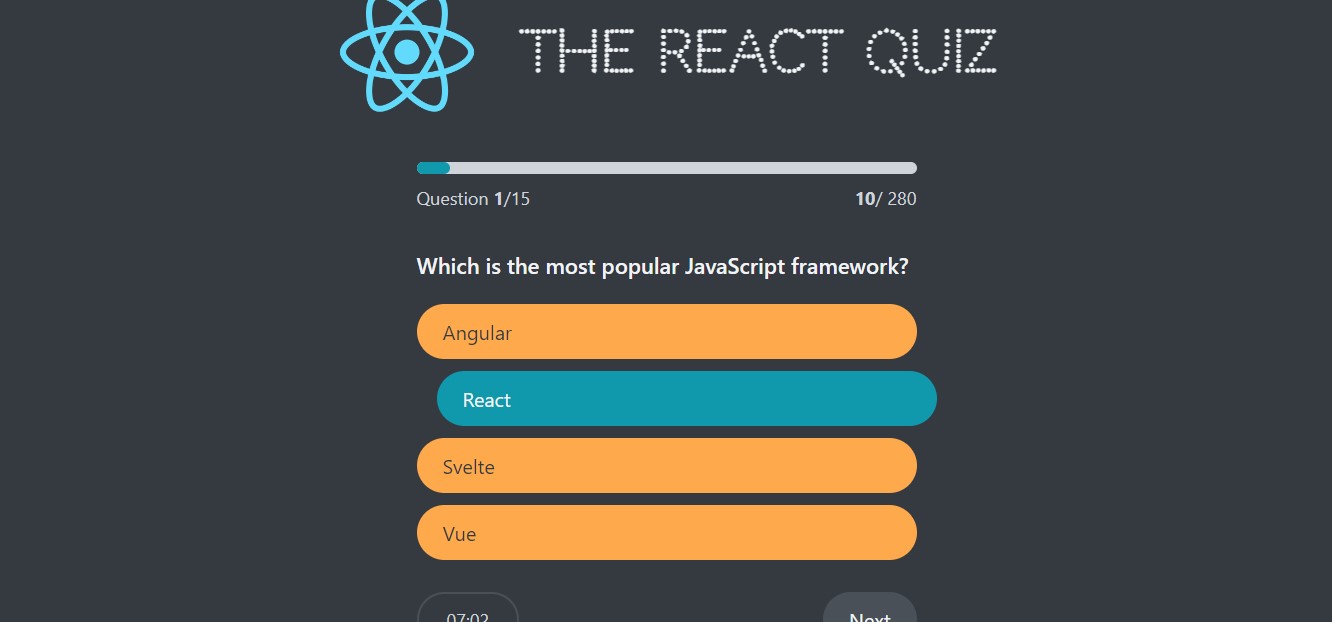 THE REACT QUIZ
Question 1/15
10/ 280
Which is the most popular JavaScript framework?
Angular
React
Svelte
Vue
07:02
Next